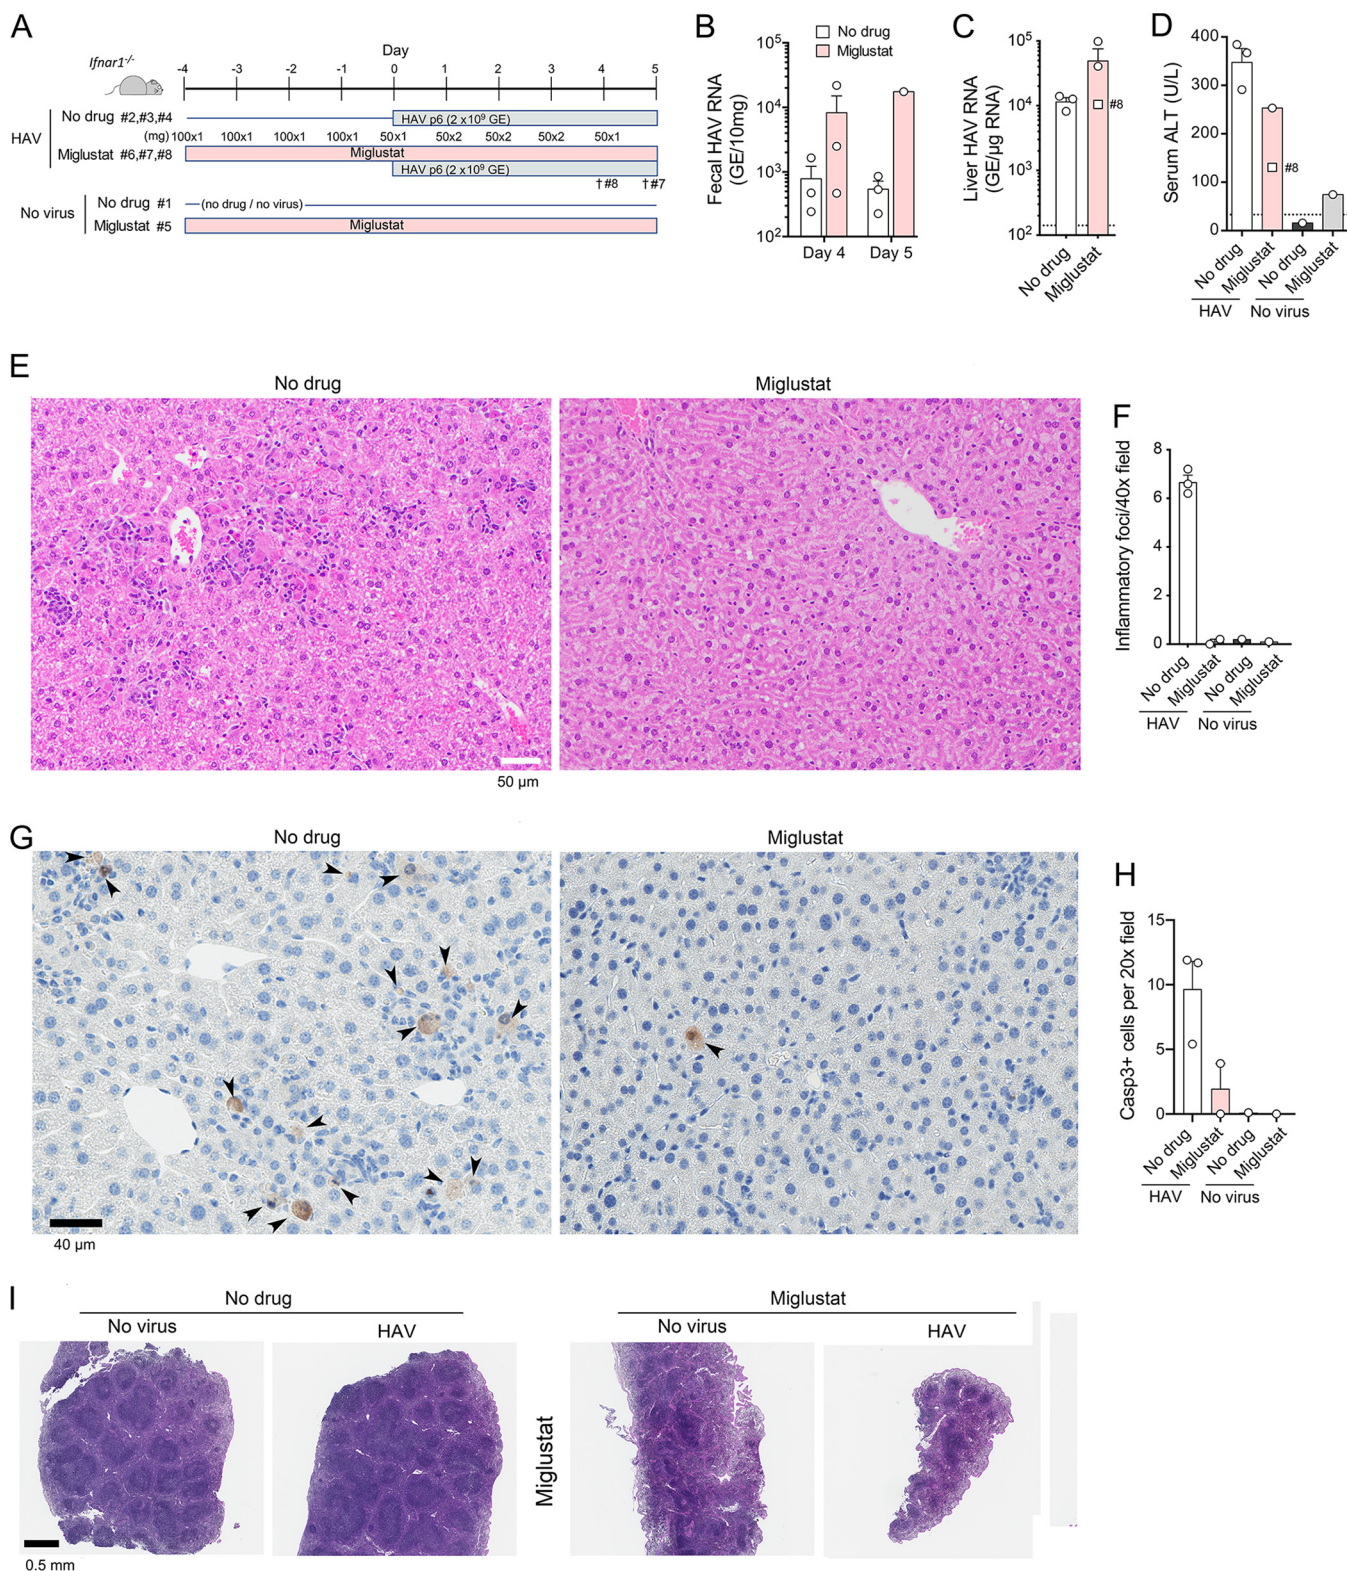 A
Day
Ifnar1-/-
-4 -3 -2 -1 0 1 2 3 4 5
HAV
No drug #2,#3,#4
HAV p6 (2 x10⁹ GE)
(mg) 100x1 100x1 100x1 100x1 50x1 50x2 50x2 50x2 50x1
Miglustat #6,#7,#8
Miglustat
HAV p6 (2 x10⁹ GE)
†#8 †#7
No virus
No drug #1
(no drug / no virus)
Miglustat #5
Miglustat
B
No drug
Miglustat
Fecal HAV RNA
(GE/10mg)
10⁵
10⁴
10³
10²
Day 4 Day 5
C
Liver HAV RNA
(GE/µg RNA)
10⁵
10⁴
10³
10²
#8
No drug
Miglustat
D
Serum ALT (U/L)
400
300
200
100
0
#8
No drug
Miglustat
No drug
Miglustat
HAV No virus
E
No drug
Miglustat
50 µm
F
Inflammatory foci/40x field
8
6
4
2
0
No drug
Miglustat
No drug
Miglustat
HAV No virus
G
No drug
Miglustat
40 µm
H
Casp3+ cells per 20x field
15
10
5
0
No drug
Miglustat
No drug
Miglustat
HAV No virus
I
No drug
No virus HAV
Miglustat
No virus HAV
Miglustat
0.5 mm